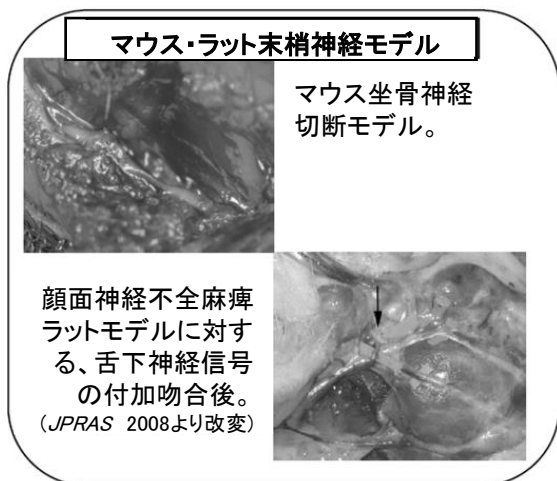 マウス・ラット末梢神経モデル
マウス坐骨神経
切断モデル。
顔面神経不全麻痺
ラットモデルに対す
る、舌下神経信号
の付加吻合後。
(JPRAS 2008より改変)